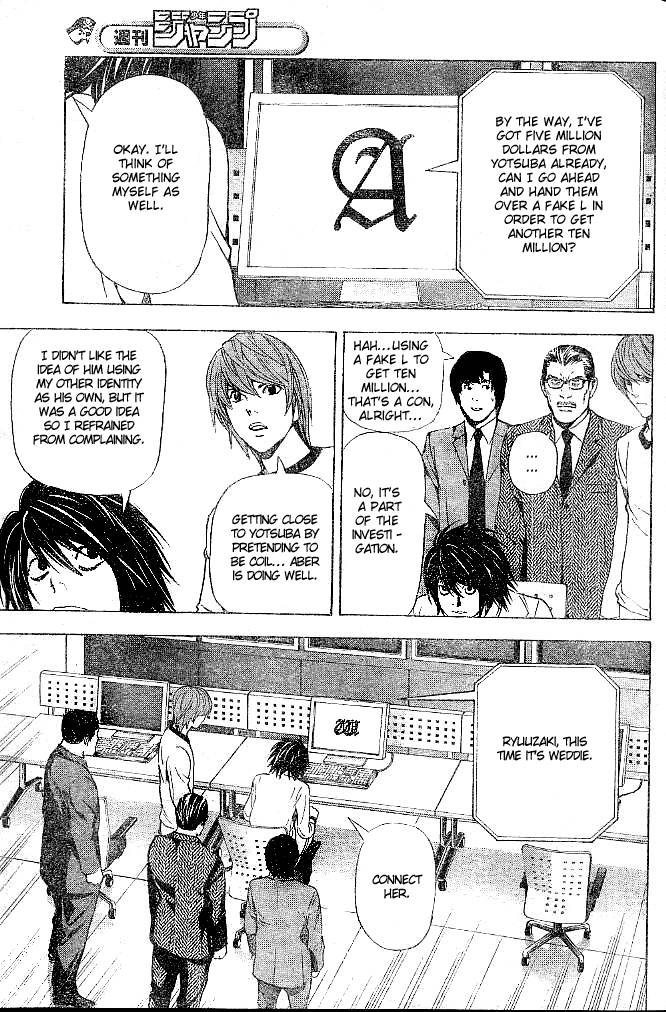 週刊
少年
ジャンプ
BY THE WAY, I'VE
GOT FIVE MILLION
DOLLARS FROM
YOTSUBA ALREADY,
CAN I GO AHEAD
AND HAND THEM
OVER A FAKE L IN
ORDER TO GET
ANOTHER TEN
MILLION?
A
OKAY. I'LL
THINK OF
SOMETHING
MYSELF AS
WELL.
HAH...USING
A FAKE L TO
GET TEN
MILLION...
THAT'S A CON,
ALRIGHT...
...
...
NO, IT'S
A PART
OF THE
INVESTI -
GATION.
I DIDN'T LIKE THE
IDEA OF HIM USING
MY OTHER IDENTITY
AS HIS OWN, BUT IT
WAS A GOOD IDEA
SO I REFRAINED
FROM COMPLAINING.
GETTING CLOSE
TO YOTSUBA BY
PRETENDING TO
BE COIL... ABER
IS DOING WELL.
RYUUZAKI, THIS
TIME IT'S WEDDIE.
W
CONNECT
HER.